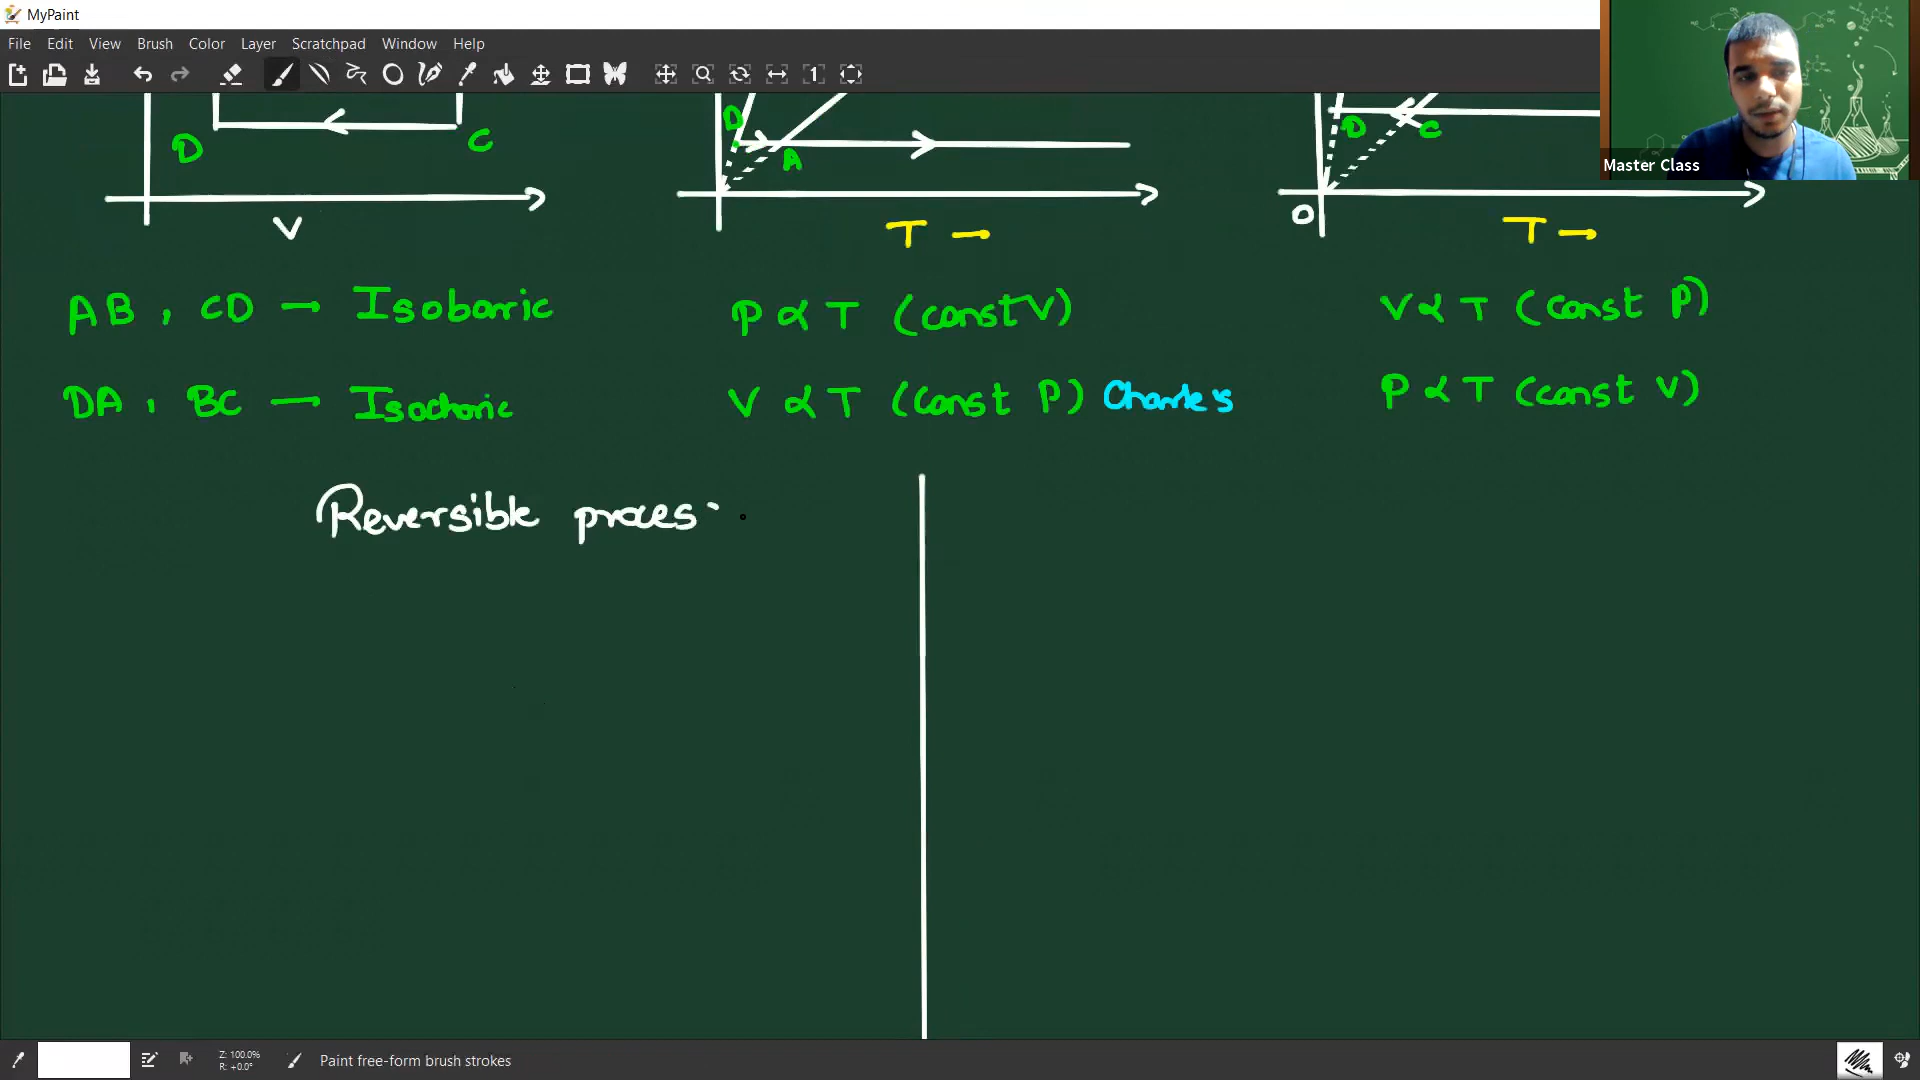 MyPaint
File Edit View Brush Color Layer Scratchpad Window Help
Master Class
D C D A D C
V T O T
AB, CD — Isobaric P ∝ T (const V) V ∝ T (const P)
DA, BC — Isochoric V ∝ T (const P) Charles P ∝ T (const V)
Reversible proces
Z: 100.0%
R: +0.0°
Paint free-form brush strokes